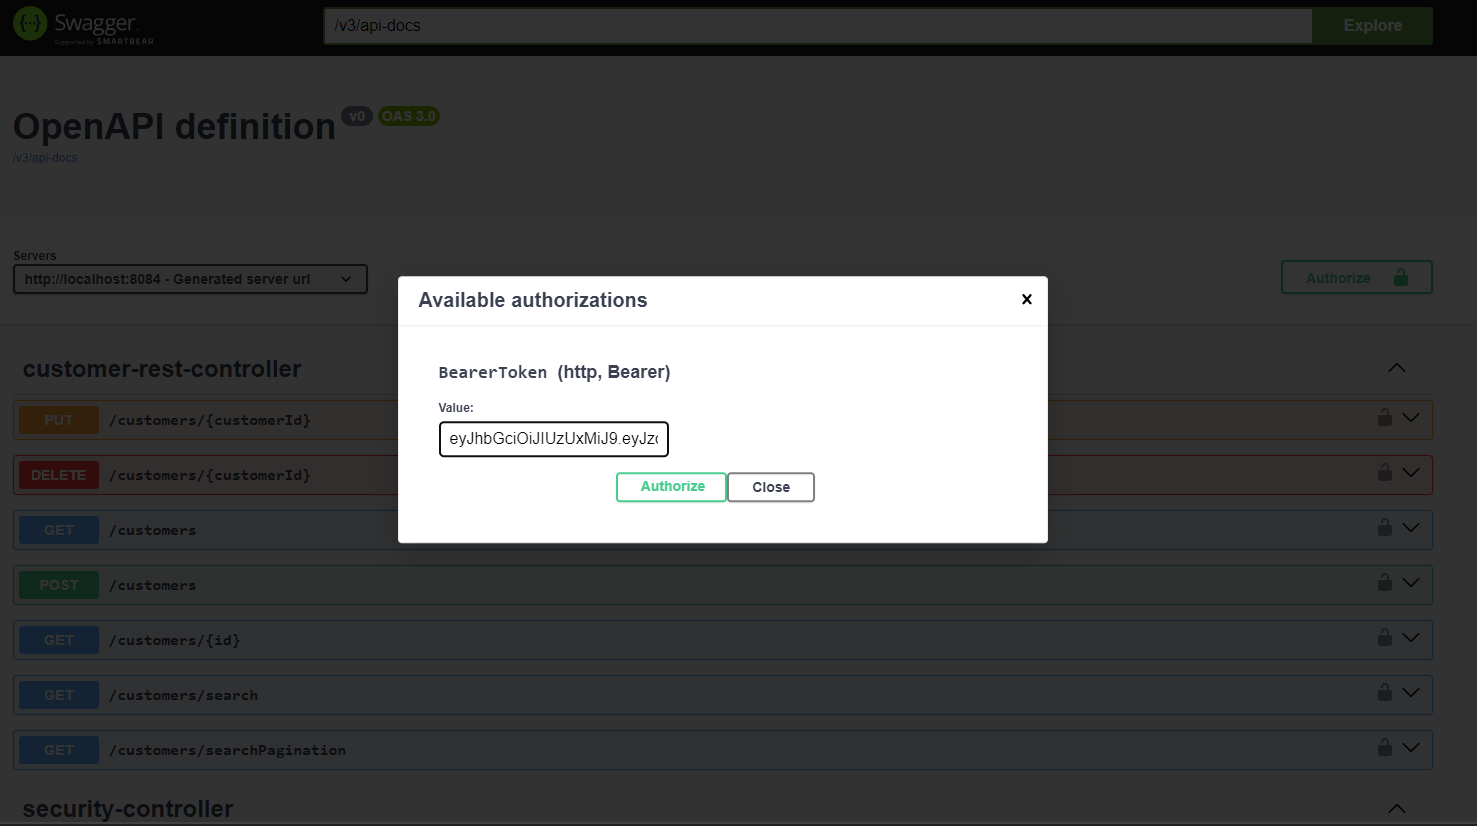 {...} Swagger
Supported by SMARTBEAR
/v3/api-docs
Explore
OpenAPI definition v0 OAS 3.0
/v3/api-docs
Servers
http://localhost:8084 - Generated server url
Authorize
Available authorizations
x
BearerToken (http, Bearer)
Value:
eyJhbGciOiJIUzUxMiJ9.eyJz
Authorize
Close
customer-rest-controller
PUT /customers/{customerId}
DELETE /customers/{customerId}
GET /customers
POST /customers
GET /customers/{id}
GET /customers/search
GET /customers/searchPagination
security-controller